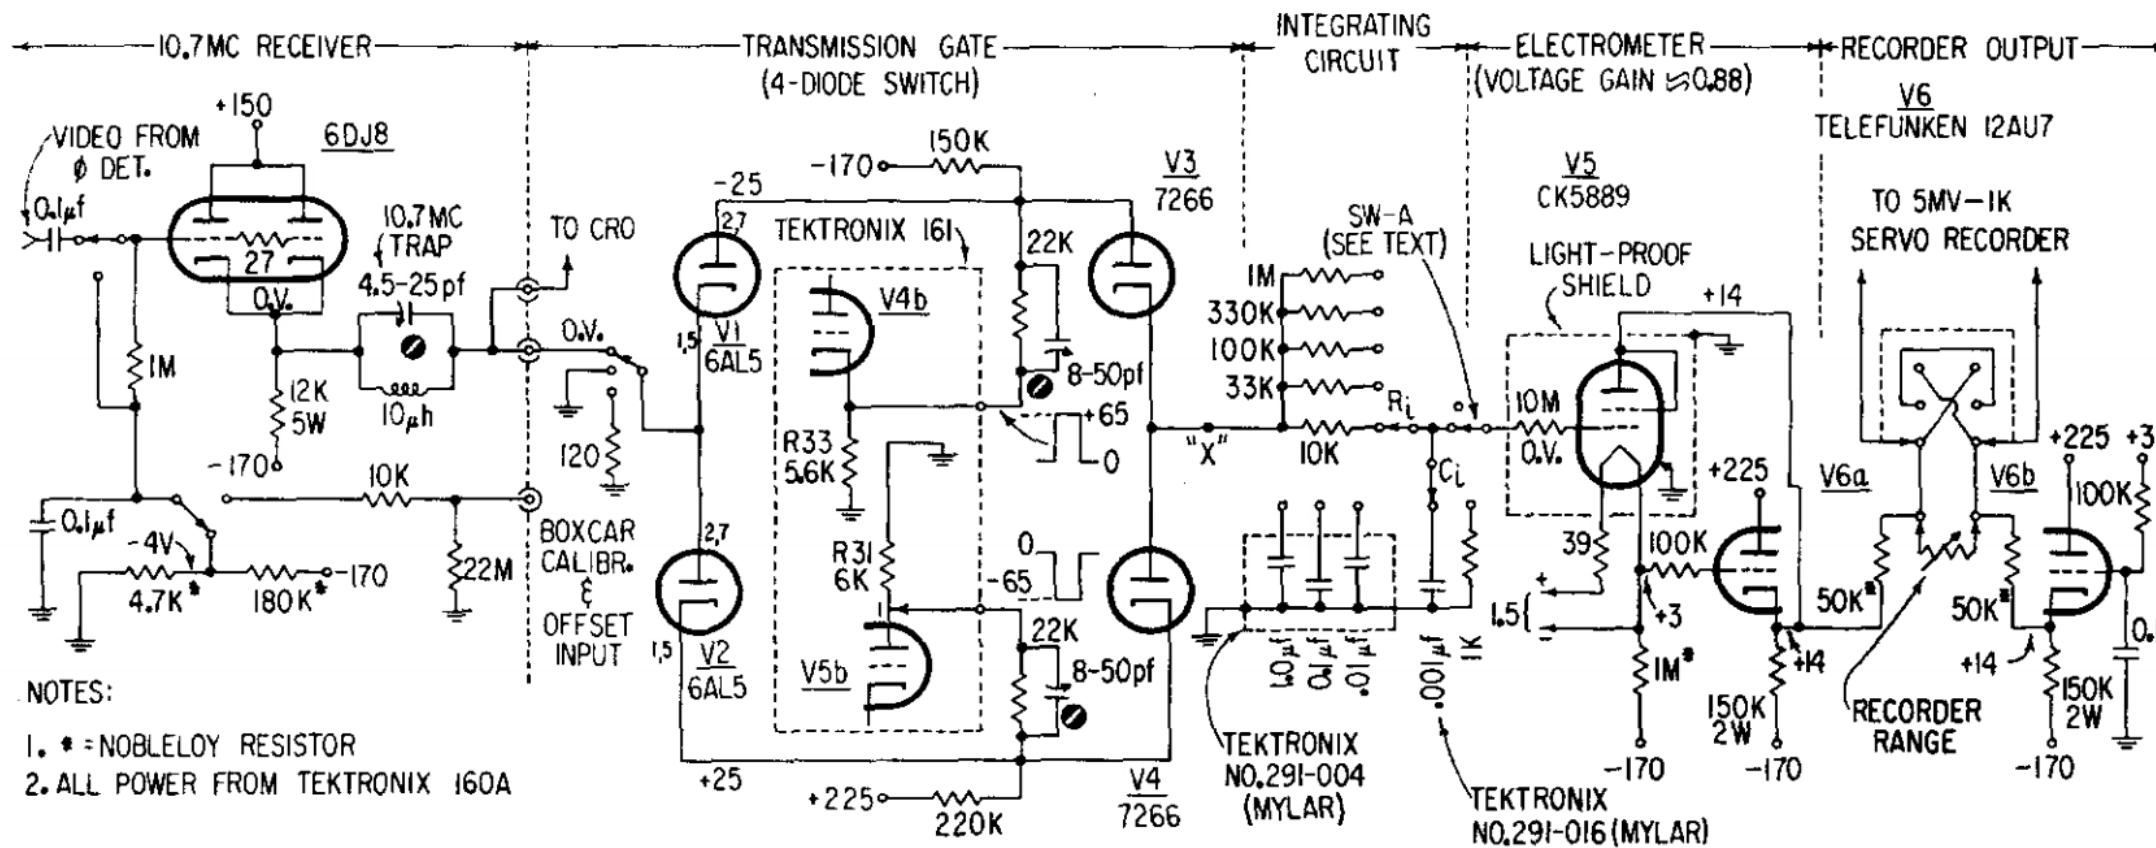 10.7MC RECEIVER
TRANSMISSION GATE
(4-DIODE SWITCH)
INTEGRATING
CIRCUIT
ELECTROMETER
(VOLTAGE GAIN ≈0.88)
RECORDER OUTPUT
V6
TELEFUNKEN 12AU7
+150
6DJ8
VIDEO FROM
ϕ DET.
0.1μf
27
0.V.
10.7MC
TRAP
4.5-25pf
10μh
1M
12K
5W
-170
10K
0.1μf
-4V
4.7K*
180K*
-170
22M
TO CRO
0.V.
120
BOXCAR
CALIBR.
&
OFFSET
INPUT
-170
150K
-25
2,7
V1
6AL5
1,5
2,7
V2
6AL5
1,5
+25
TEKTRONIX 161
V4b
R33
5.6K
R31
6K
V5b
22K
8-50pf
+65
0
0
-65
22K
8-50pf
+225
220K
V3
7266
V4
7266
"X"
1M
330K
100K
33K
10K
Ri
SW-A
(SEE TEXT)
Ci
1.0μf
0.1μf
.01μf
.001μf
1K
TEKTRONIX
NO.291-004
(MYLAR)
TEKTRONIX
NO.291-016(MYLAR)
V5
CK5889
LIGHT-PROOF
SHIELD
+14
10M
0.V.
39
100K
1.5{
+
-
+3
1M*
-170
+225
V6a
+14
150K
2W
-170
TO 5MV-1K
SERVO RECORDER
50K*
50K*
RECORDER
RANGE
V6b
+225
+3
100K
0.
+14
150K
2W
-170
NOTES:
1. * =NOBLELOY RESISTOR
2. ALL POWER FROM TEKTRONIX 160A